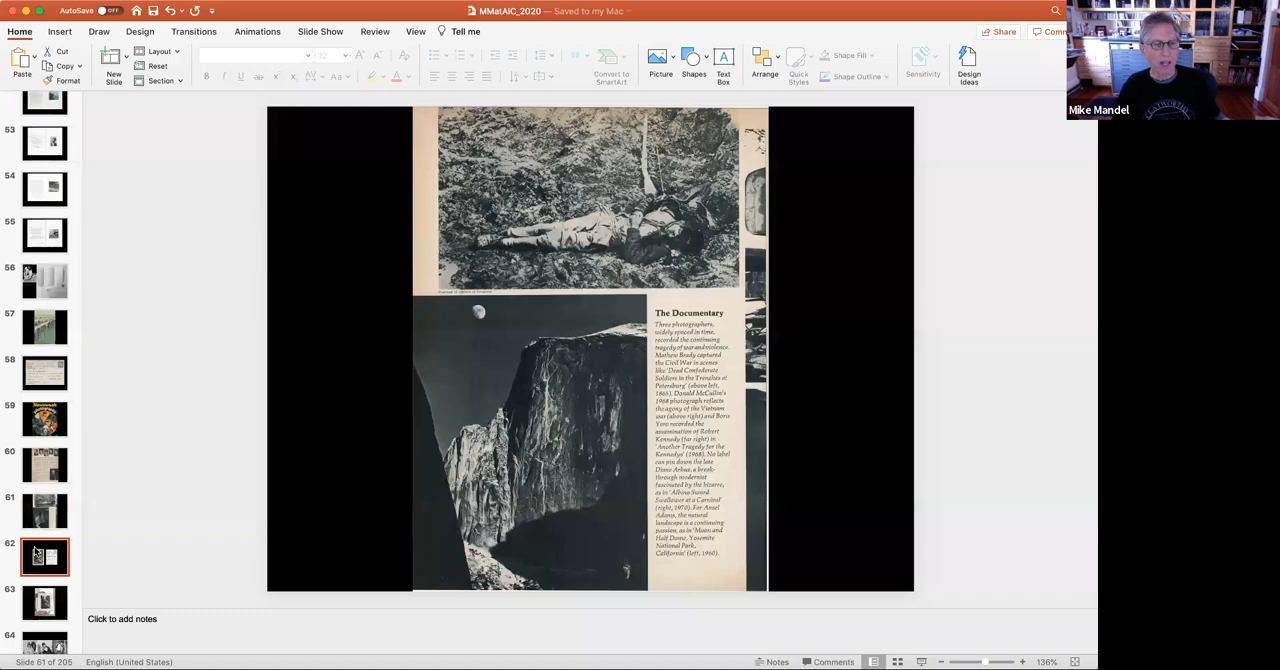 AutoSave OFF
MMatAIC_2020 — Saved to my Mac
Home Insert Draw Design Transitions Animations Slide Show Review View Tell me
Share Comm
Paste
Cut
Copy
Format
New
Slide
Layout
Reset
Section
12
Convert to
SmartArt
Picture
Shapes
Text
Box
Arrange
Quick
Styles
Shape Fill
Shape Outline
Sensitivity
Design
Ideas
Mike Mandel
53
54
55
56
57
58
59
60
61
62
63
64
The Documentary
Three photographers,
widely spaced in time,
recorded the continuing
tragedy of war and violence.
Mathew Brady captured
the Civil War in scenes
like 'Dead Confederate
Soldiers in the Trenches at
Petersburg' (above left,
1865). Donald McCullin's
1968 photograph reflects
the agony of the Vietnam
war (above right) and Boris
Yaro recorded the
assassination of Robert
Kennedy (far right) in
'Another Tragedy for the
Kennedys' (1968). No label
can pin down the late
Diane Arbus, a break-
through modernist
fascinated by the bizarre,
as in 'Albino Sword
Swallower at a Carnival'
(right, 1970). For Ansel
Adams, the natural
landscape is a continuing
passion, as in 'Moon and
Half Dome, Yosemite
National Park,
California' (left, 1960).
Click to add notes
Slide 61 of 205 English (United States)
Notes Comments 136%